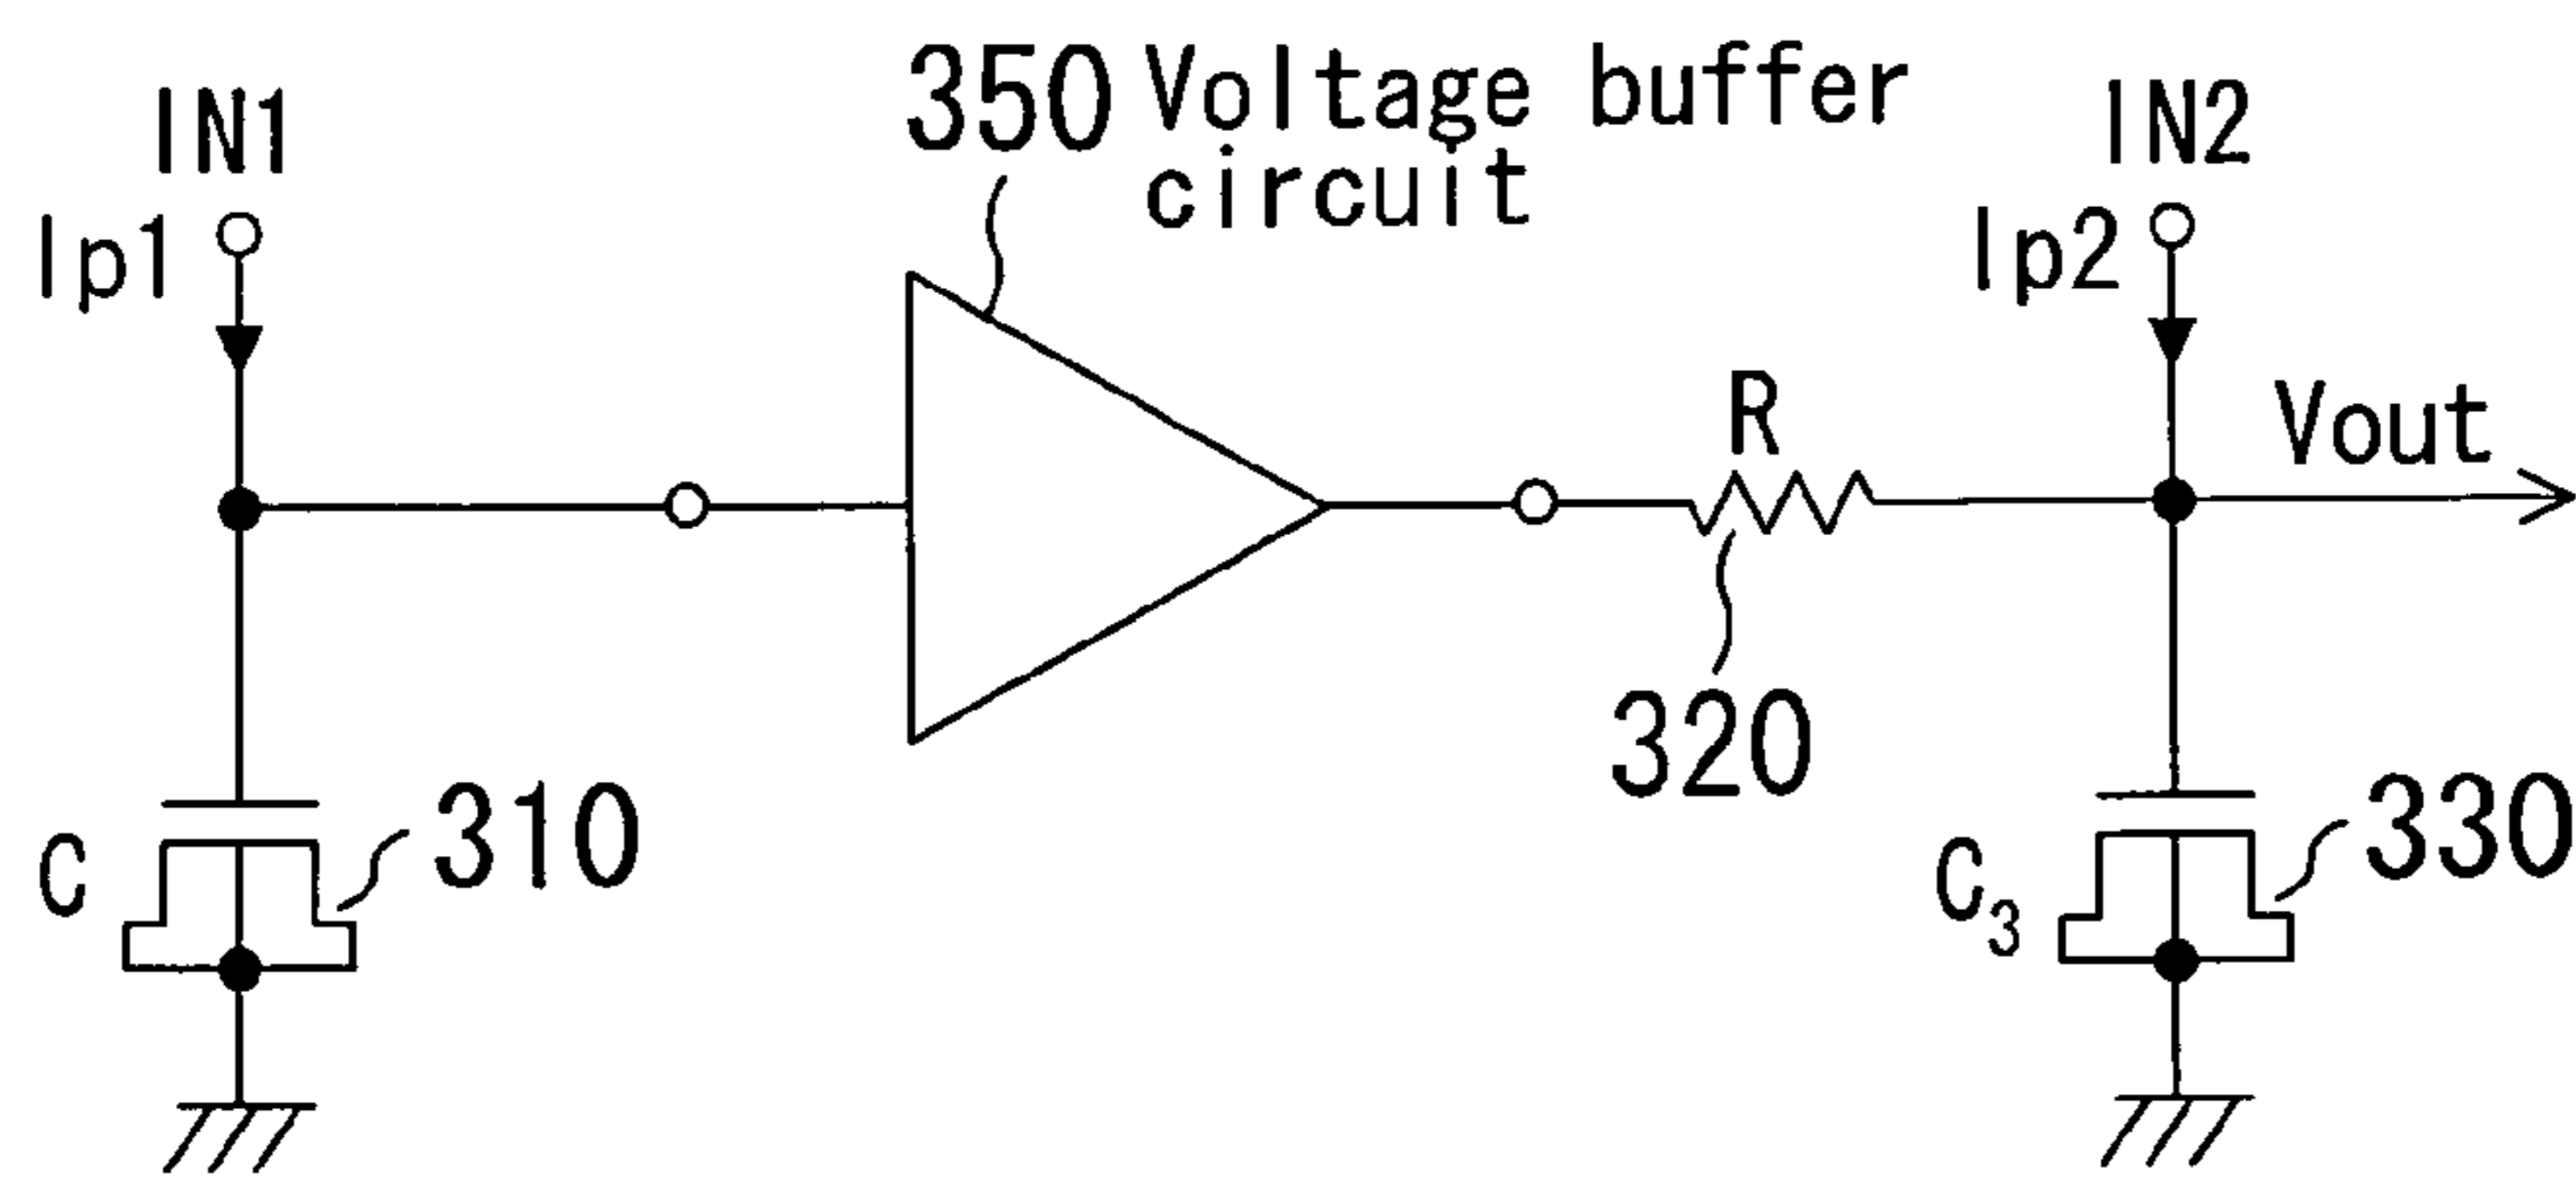 350 Voltage buffer
circuit
IN1
Ip1
IN2
Ip2
R
Vout
320
C
310
C3
330